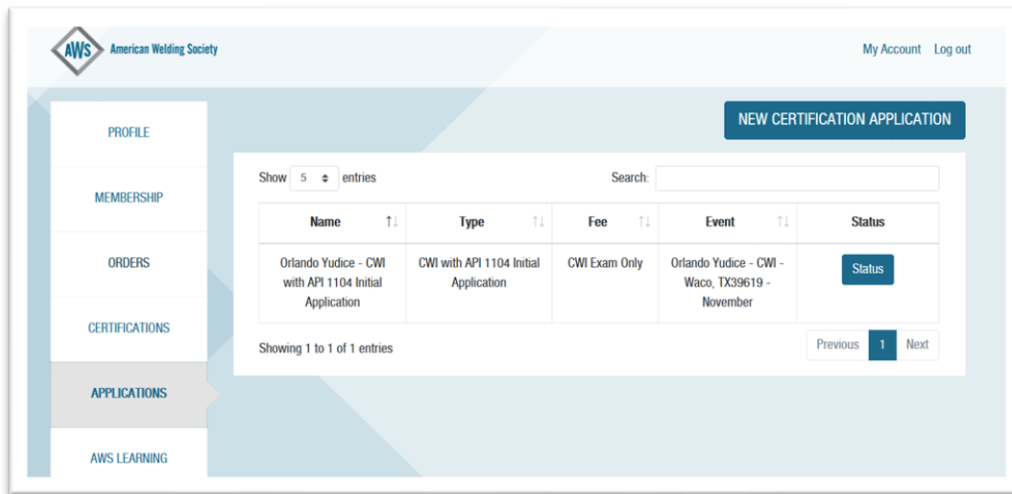 AWS American Welding Society
My Account Log out
NEW CERTIFICATION APPLICATION
PROFILE
MEMBERSHIP
ORDERS
CERTIFICATIONS
APPLICATIONS
AWS LEARNING
Show 5 entries
Search:
Name Type Fee Event Status
Orlando Yudice - CWI CWI with API 1104 Initial CWI Exam Only Orlando Yudice - CWI - Status
with API 1104 Initial Application Waco, TX39619 -
Application November
Showing 1 to 1 of 1 entries
Previous 1 Next